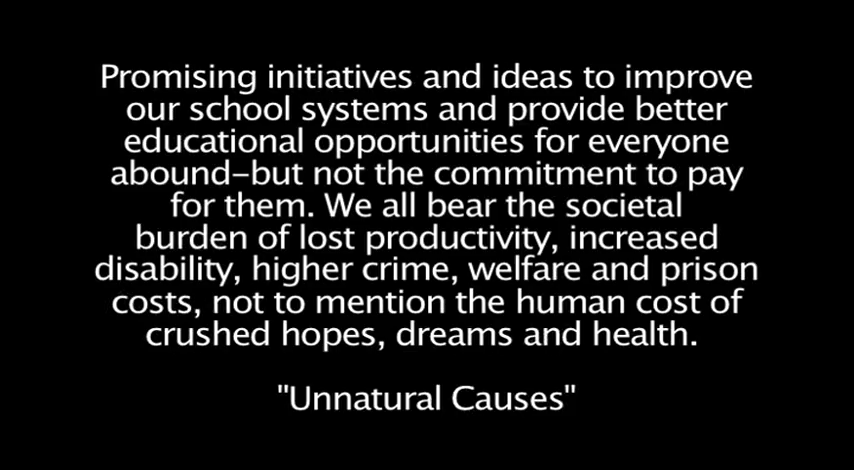 Promising initiatives and ideas to improve
our school systems and provide better
educational opportunities for everyone
abound–but not the commitment to pay
for them. We all bear the societal
burden of lost productivity, increased
disability, higher crime, welfare and prison
costs, not to mention the human cost of
crushed hopes, dreams and health.
"Unnatural Causes"